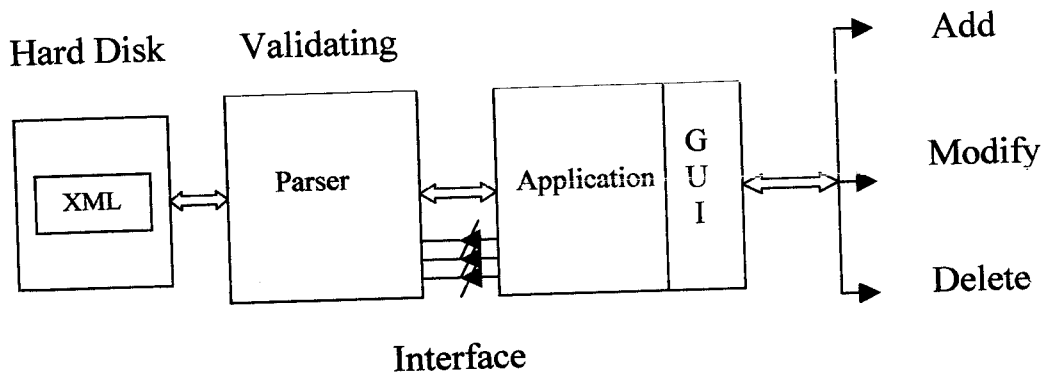 Hard Disk
Validating
XML
Parser
Application
G
U
I
Add
Modify
Delete
Interface